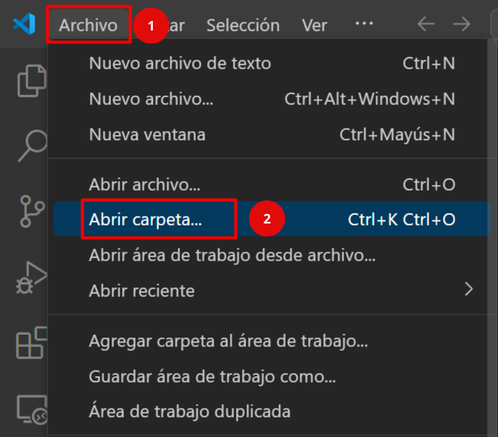 Archivo 1 ar Selección Ver ...
Nuevo archivo de texto Ctrl+N
Nuevo archivo... Ctrl+Alt+Windows+N
Nueva ventana Ctrl+Mayús+N
Abrir archivo... Ctrl+O
Abrir carpeta... 2 Ctrl+K Ctrl+O
Abrir área de trabajo desde archivo...
Abrir reciente
Agregar carpeta al área de trabajo...
Guardar área de trabajo como...
Área de trabajo duplicada